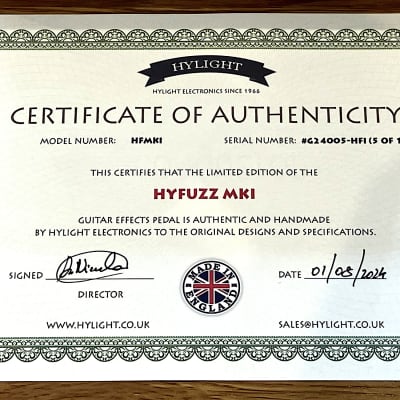 HYLIGHT
HYLIGHT ELECTRONICS SINCE 1966
CERTIFICATE OF AUTHENTICITY
MODEL NUMBER: HFMKI SERIAL NUMBER: #G24005-HFI (5 OF 1
THIS CERTIFIES THAT THE LIMITED EDITION OF THE
HYFUZZ MKI
GUITAR EFFECTS PEDAL IS AUTHENTIC AND HANDMADE
BY HYLIGHT ELECTRONICS TO THE ORIGINAL DESIGNS AND SPECIFICATIONS.
SIGNED
DIRECTOR
MADE IN
ENGLAND
DATE 01/08/2024
WWW.HYLIGHT.CO.UK
SALES@HYLIGHT.CO.UK